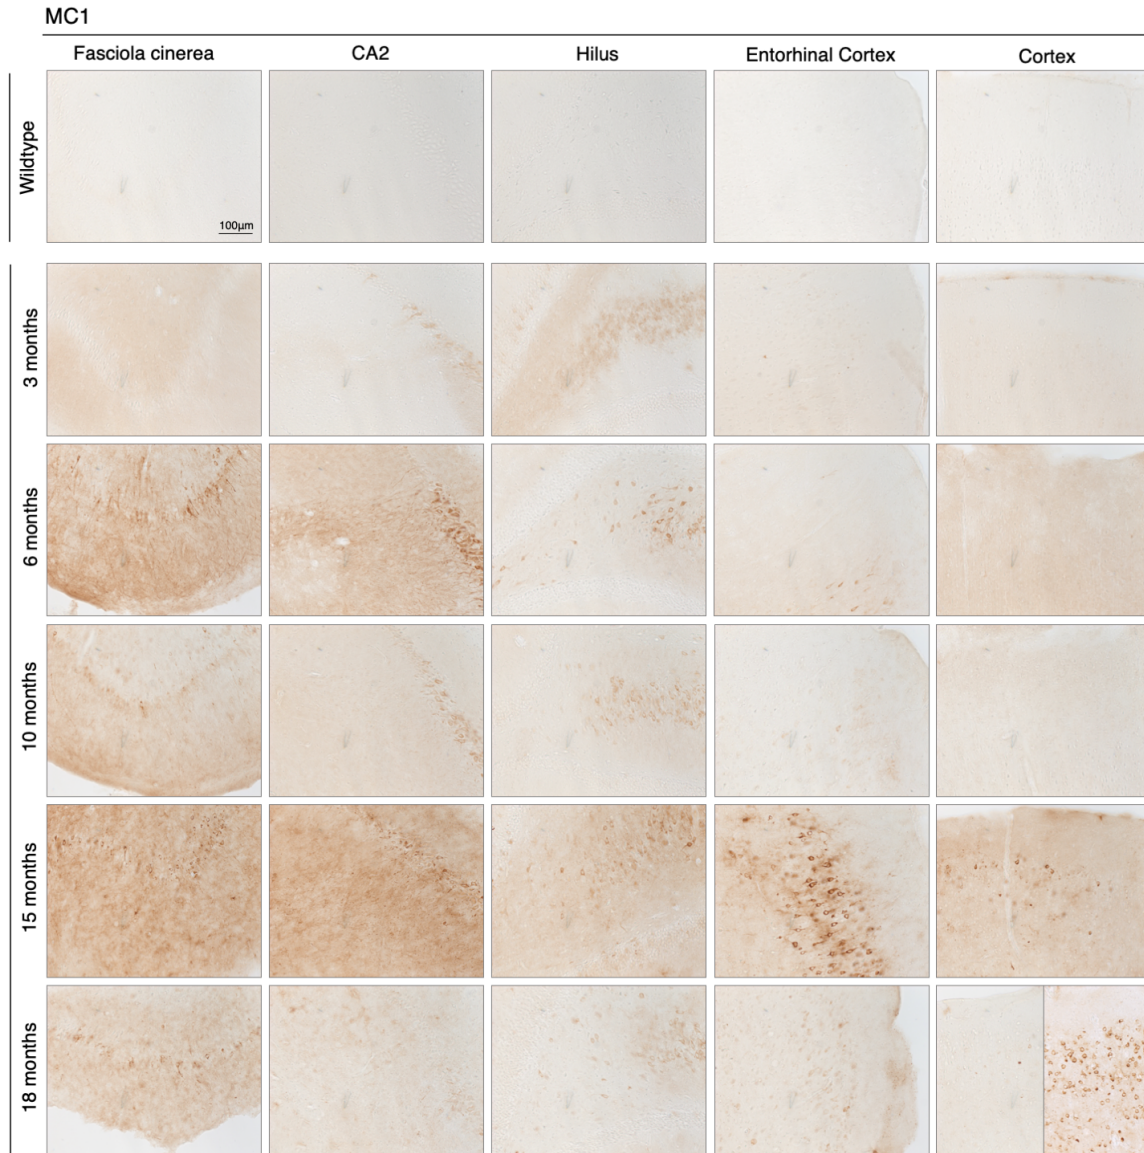 MC1
Fasciola cinerea CA2 Hilus Entorhinal Cortex Cortex
Wildtype
100µm
3 months
6 months
10 months
15 months
18 months